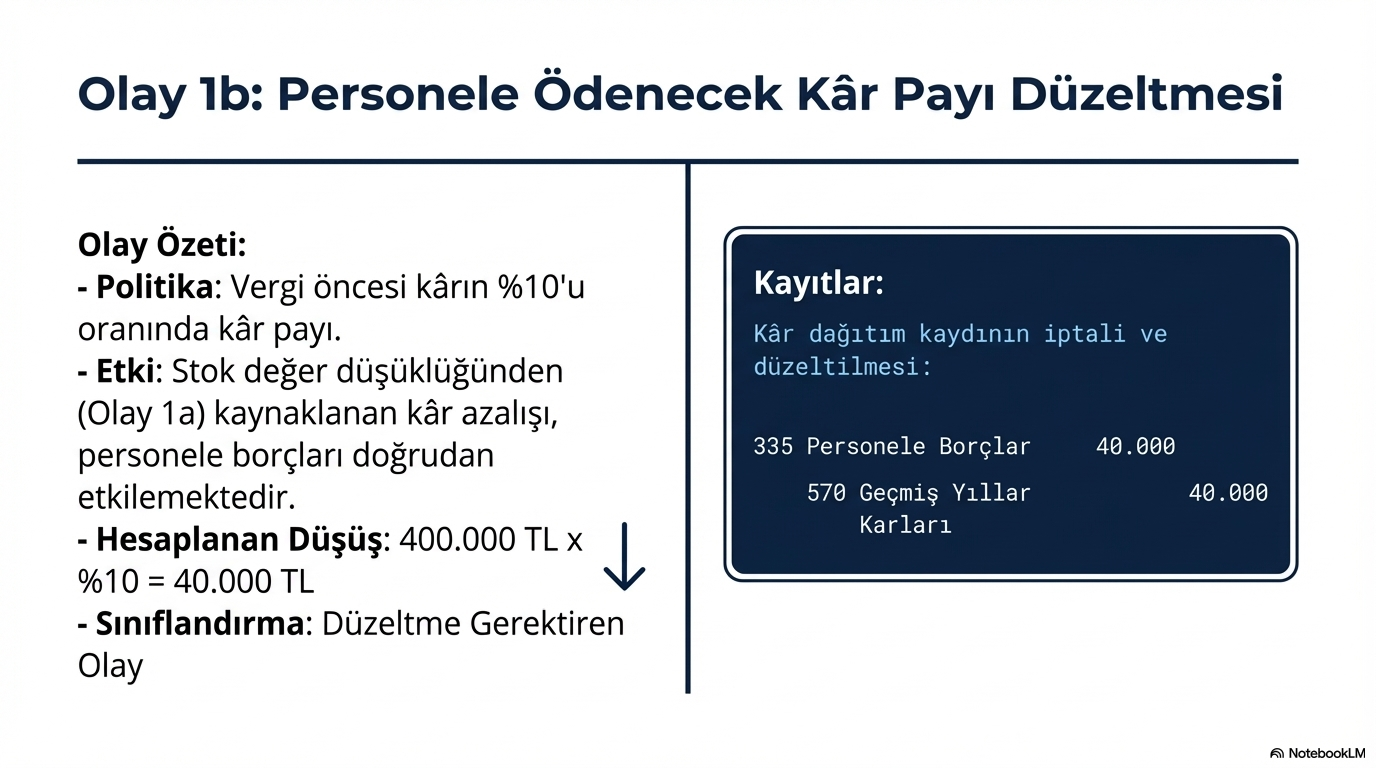 Olay 1b: Personele Ödenecek Kâr Payı Düzeltmesi
Olay Özeti:
- Politika: Vergi öncesi kârın %10'u
oranında kâr payı.
- Etki: Stok değer düşüklüğünden
(Olay 1a) kaynaklanan kâr azalışı,
personele borçları doğrudan
etkilemektedir.
- Hesaplanan Düşüş: 400.000 TL x
%10 = 40.000 TL
- Sınıflandırma: Düzeltme Gerektiren
Olay
Kayıtlar:
Kâr dağıtım kaydının iptali ve
düzeltilmesi:
335 Personele Borçlar 40.000
570 Geçmiş Yıllar 40.000
Karları
NotebookLM